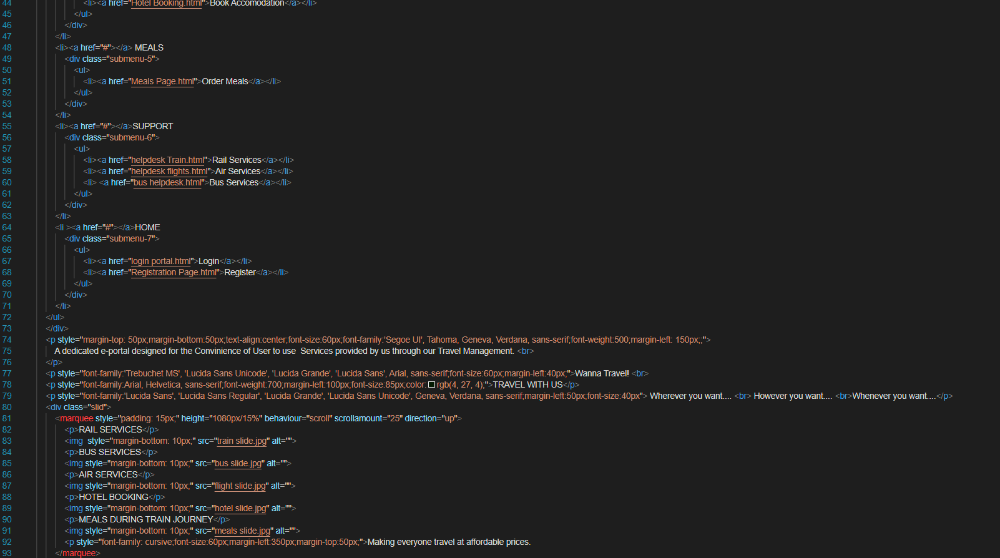 44 <li><a href="Hotel Booking.html">Book Accomodation</a></li>
45 </ul>
46 </div>
47 </li>
48 <li><a href="#"></a> MEALS
49 <div class="submenu-5">
50 <ul>
51 <li><a href="Meals Page.html">Order Meals</a></li>
52 </ul>
53 </div>
54 </li>
55 <li><a href="#"></a>SUPPORT
56 <div class="submenu-6">
57 <ul>
58 <li><a href="helpdesk Train.html">Rail Services</a></li>
59 <li><a href="helpdesk flights.html">Air Services</a></li>
60 <li> <a href="bus helpdesk.html">Bus Services</a></li>
61 </ul>
62 </div>
63 </li>
64 <li ><a href="#"></a>HOME
65 <div class="submenu-7">
66 <ul>
67 <li><a href="login portal.html">Login</a></li>
68 <li><a href="Registration Page.html">Register</a></li>
69 </ul>
70 </div>
71 </li>
72 </ul>
73 </div>
74 <p style="margin-top: 50px;margin-bottom:50px;text-align:center;font-size:60px;font-family:'Segoe UI', Tahoma, Geneva, Verdana, sans-serif;font-weight:500;margin-left: 150px;;">
75 A dedicated e-portal designed for the Convinience of User to use  Services provided by us through our Travel Management. <br>
76 </p>
77 <p style="font-family:'Trebuchet MS', 'Lucida Sans Unicode', 'Lucida Grande', 'Lucida Sans', Arial, sans-serif;font-size:60px;margin-left:40px;">Wanna Travel! <br>
78 <p style="font-family:Arial, Helvetica, sans-serif;font-weight:700;margin-left:100px;font-size:85px;color:rgb(4, 27, 4);">TRAVEL WITH US</p>
79 <p style="font-family:'Lucida Sans', 'Lucida Sans Regular', 'Lucida Grande', 'Lucida Sans Unicode', Geneva, Verdana, sans-serif;margin-left:50px;font-size:40px"> Wherever you want.... <br> However you want.... <br>Whenever you want....</p>
80 <div class="slid">
81 <marquee style="padding: 15px;" height="1080px/15%" behaviour="scroll" scrollamount="25" direction="up">
82 <p>RAIL SERVICES</p>
83 <img  style="margin-bottom: 10px;" src="train slide.jpg" alt="">
84 <p>BUS SERVICES</p>
85 <img style="margin-bottom: 10px;" src="bus slide.jpg" alt="">
86 <p>AIR SERVICES</p>
87 <img style="margin-bottom: 10px;" src="flight slide.jpg" alt="">
88 <p>HOTEL BOOKING</p>
89 <img style="margin-bottom: 10px;" src="hotel slide.jpg" alt="">
90 <p>MEALS DURING TRAIN JOURNEY</p>
91 <img style="margin-bottom: 10px;" src="meals slide.jpg" alt="">
92 <p style="font-family: cursive;font-size:60px;margin-left:350px;margin-top:50px;">Making everyone travel at affordable prices.
93 </marquee>